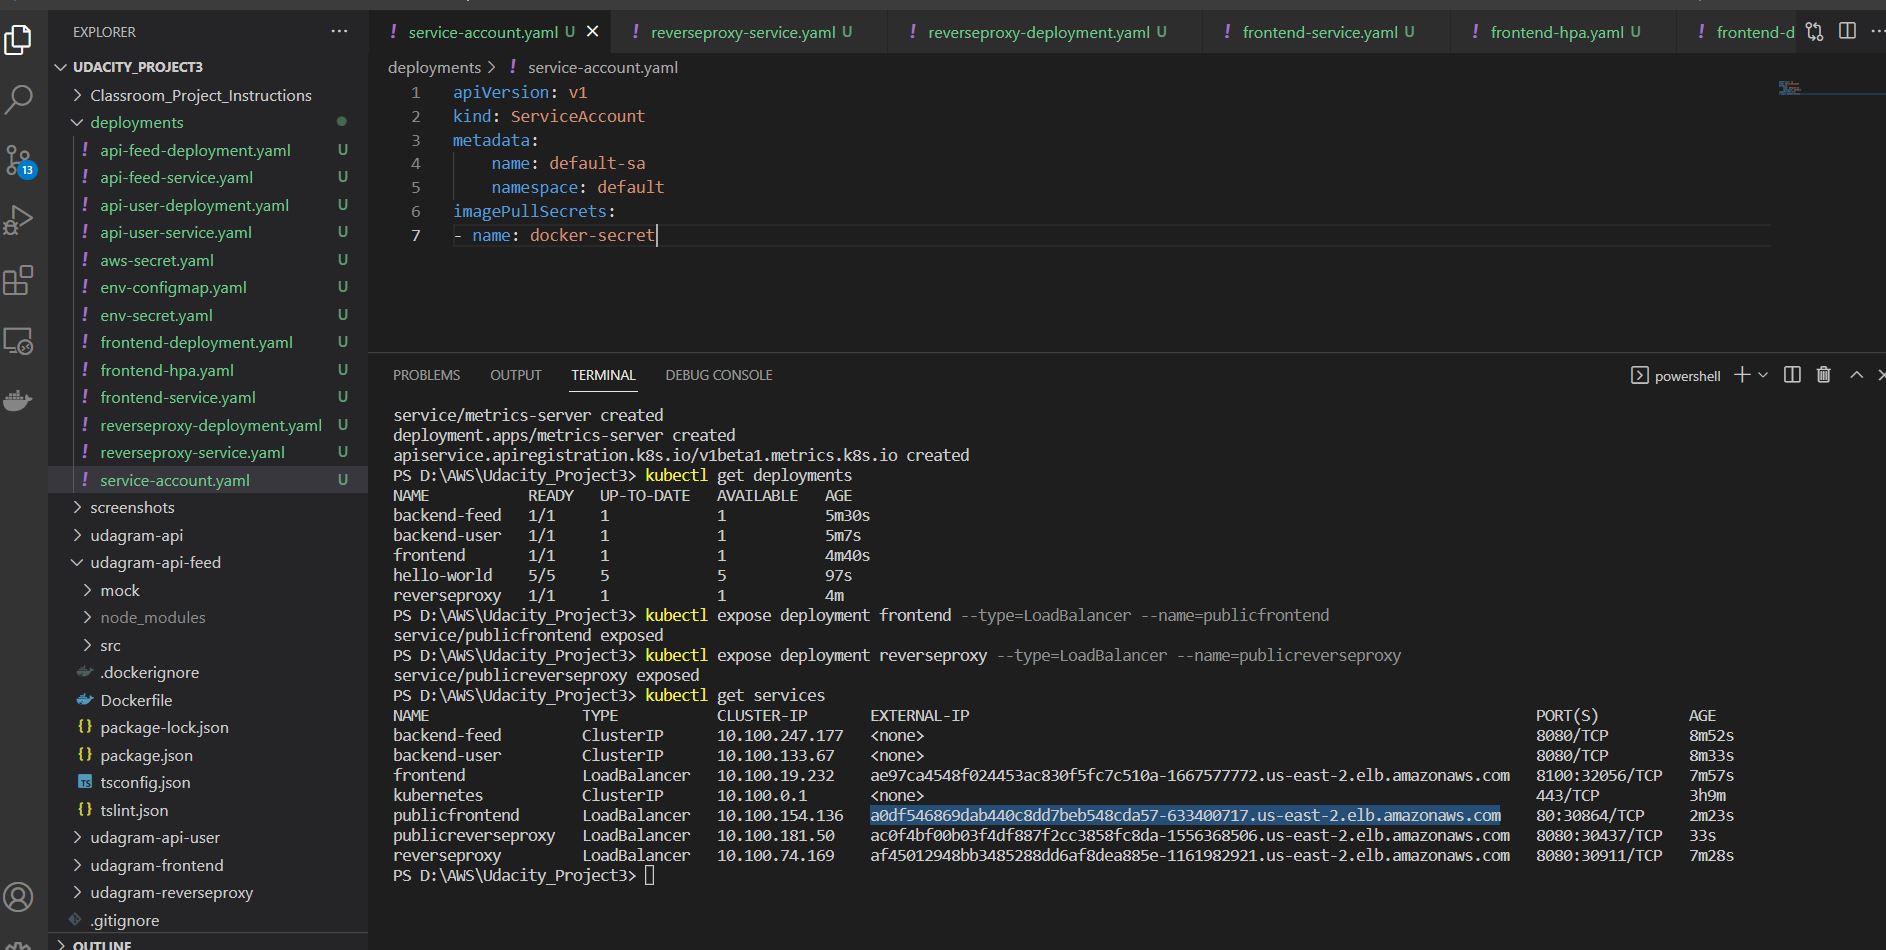 EXPLORER
UDACITY_PROJECT3
Classroom_Project_Instructions
deployments
api-feed-deployment.yaml U
api-feed-service.yaml U
api-user-deployment.yaml U
api-user-service.yaml U
aws-secret.yaml U
env-configmap.yaml U
env-secret.yaml U
frontend-deployment.yaml U
frontend-hpa.yaml U
frontend-service.yaml U
reverseproxy-deployment.yaml U
reverseproxy-service.yaml U
service-account.yaml U
screenshots
udagram-api
udagram-api-feed
mock
node_modules
src
.dockerignore
Dockerfile
package-lock.json
package.json
tsconfig.json
tslint.json
udagram-api-user
udagram-frontend
udagram-reverseproxy
.gitignore
OUTLINE
13
service-account.yaml U reverseproxy-service.yaml U reverseproxy-deployment.yaml U frontend-service.yaml U frontend-hpa.yaml U frontend-d
deployments > ! service-account.yaml
1 apiVersion: v1
2 kind: ServiceAccount
3 metadata:
4 name: default-sa
5 namespace: default
6 imagePullSecrets:
7 - name: docker-secret
PROBLEMS OUTPUT TERMINAL DEBUG CONSOLE powershell
service/metrics-server created
deployment.apps/metrics-server created
apiservice.apiregistration.k8s.io/v1beta1.metrics.k8s.io created
PS D:\AWS\Udacity_Project3> kubectl get deployments
NAME READY UP-TO-DATE AVAILABLE AGE
backend-feed 1/1 1 1 5m30s
backend-user 1/1 1 1 5m7s
frontend 1/1 1 1 4m40s
hello-world 5/5 5 5 97s
reverseproxy 1/1 1 1 4m
PS D:\AWS\Udacity_Project3> kubectl expose deployment frontend --type=LoadBalancer --name=publicfrontend
service/publicfrontend exposed
PS D:\AWS\Udacity_Project3> kubectl expose deployment reverseproxy --type=LoadBalancer --name=publicreverseproxy
service/publicreverseproxy exposed
PS D:\AWS\Udacity_Project3> kubectl get services
NAME TYPE CLUSTER-IP EXTERNAL-IP PORT(S) AGE
backend-feed ClusterIP 10.100.247.177 <none> 8080/TCP 8m52s
backend-user ClusterIP 10.100.133.67 <none> 8080/TCP 8m33s
frontend LoadBalancer 10.100.19.232 ae97ca4548f024453ac830f5fc7c510a-1667577772.us-east-2.elb.amazonaws.com 8100:32056/TCP 7m57s
kubernetes ClusterIP 10.100.0.1 <none> 443/TCP 3h9m
publicfrontend LoadBalancer 10.100.154.136 a0df546869dab440c8dd7beb548cda57-633400717.us-east-2.elb.amazonaws.com 80:30864/TCP 2m23s
publicreverseproxy LoadBalancer 10.100.181.50 ac0f4bf00b03f4df887f2cc3858fc8da-1556368506.us-east-2.elb.amazonaws.com 8080:30437/TCP 33s
reverseproxy LoadBalancer 10.100.74.169 af45012948bb3485288dd6af8dea885e-1161982921.us-east-2.elb.amazonaws.com 8080:30911/TCP 7m28s
PS D:\AWS\Udacity_Project3>